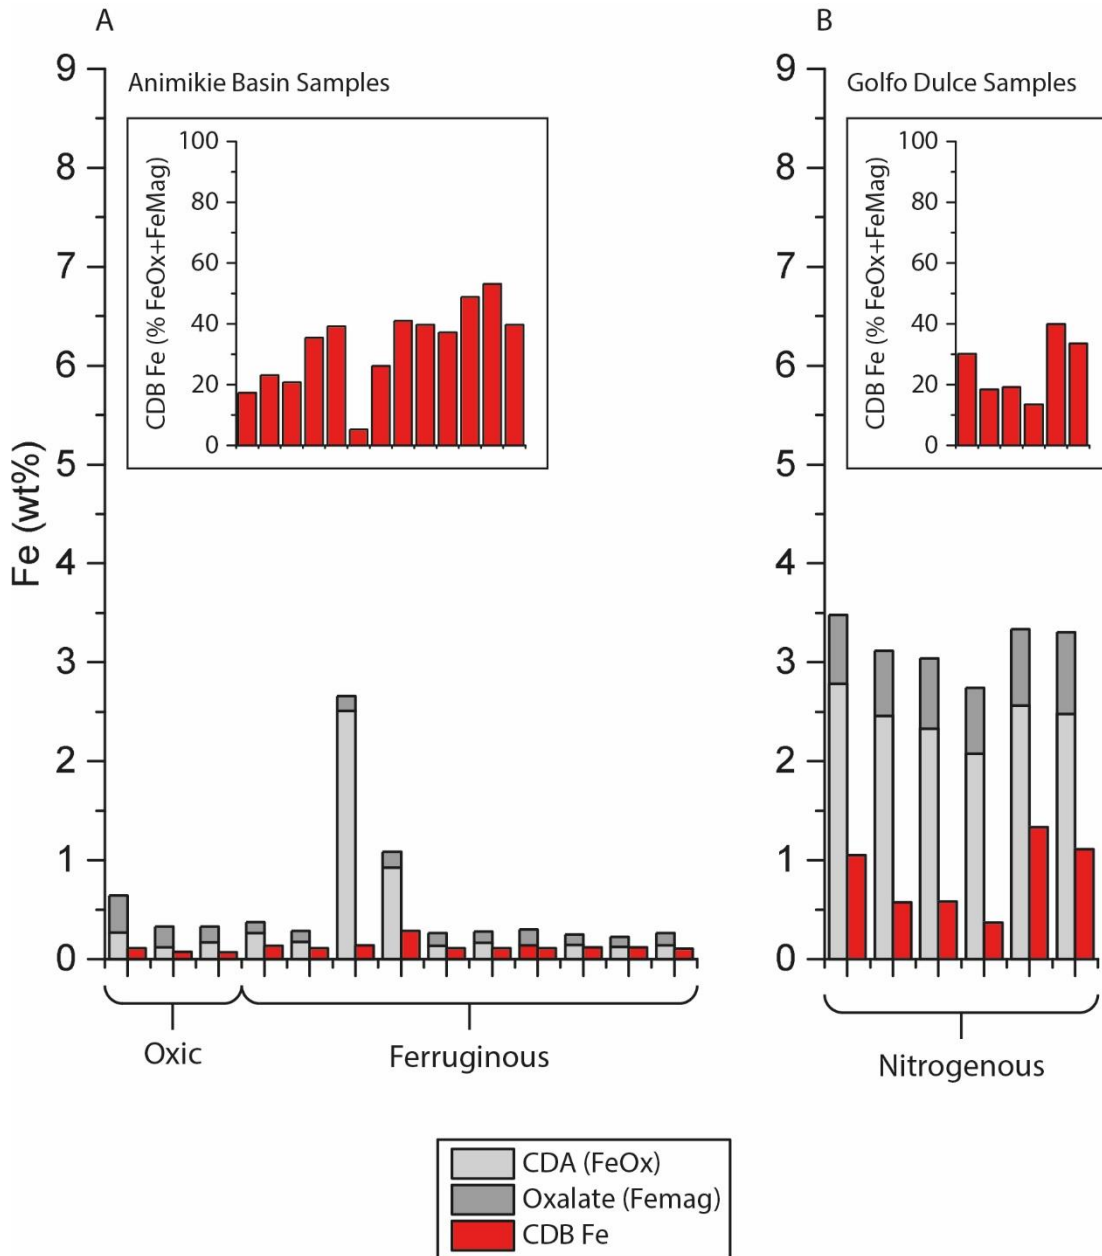 A
Animikie Basin Samples
CDB Fe (% FeOx+FeMag)
100
80
60
40
20
0
Fe (wt%)
9
8
7
6
5
4
3
2
1
0
Oxic
Ferruginous
B
Golfo Dulce Samples
CDB Fe (% FeOx+FeMag)
100
80
60
40
20
0
9
8
7
6
5
4
3
2
1
0
Nitrogenous
CDA (FeOx)
Oxalate (Femag)
CDB Fe